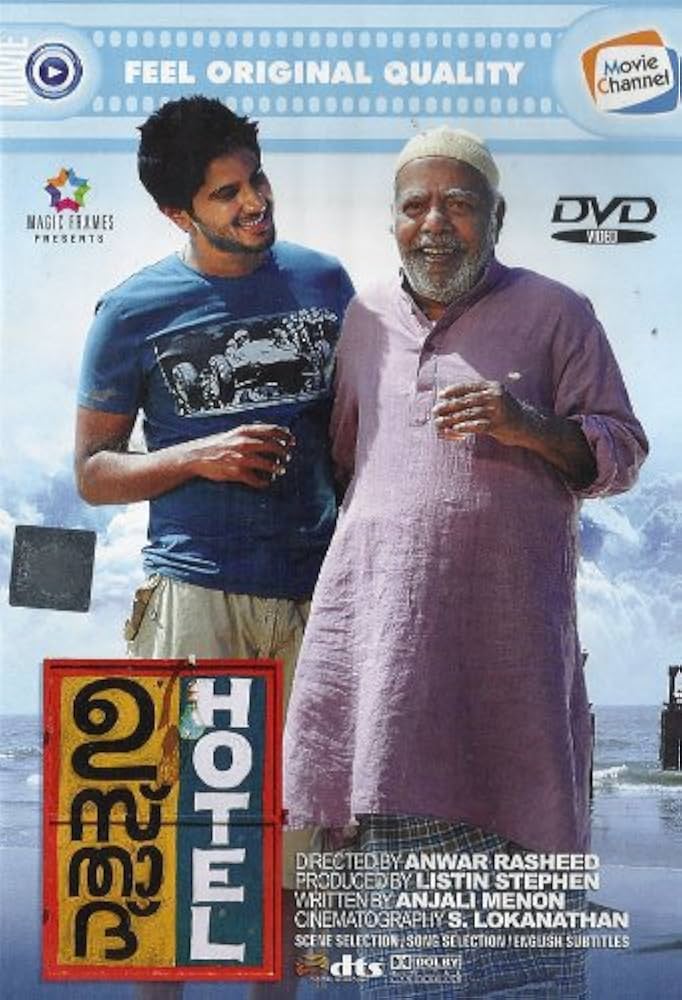 MOVIE
FEEL ORIGINAL QUALITY
Movie
Channel
MAGIC FRAMES
PRESENTS
DVD
VIDEO
ഉ
സ്
താ
ദ്
HOTEL
DIRECTED BY ANWAR RASHEED
PRODUCED BY LISTIN STEPHEN
WRITTEN BY ANJALI MENON
CINEMATOGRAPHY S. LOKANATHAN
SCENE SELECTION / SONG SELECTION / ENGLISH SUBTITLES
dts
DOLBY